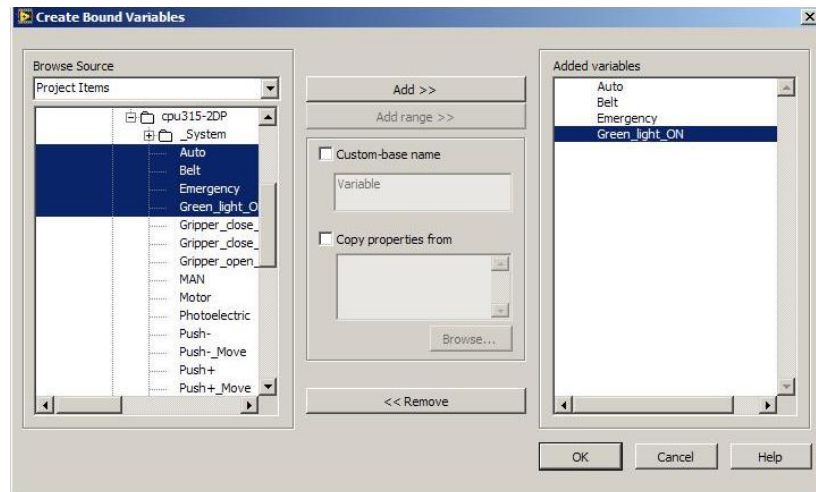 Create Bound Variables
Browse Source
Project Items
cpu315-2DP
_System
Auto
Belt
Emergency
Green_light_O
Gripper_close_
Gripper_close_
Gripper_open_
MAN
Motor
Photoelectric
Push-
Push-_Move
Push+
Push+_Move
Add >>
Add range >>
Custom-base name
Variable
Copy properties from
Browse...
<< Remove
Added variables
Auto
Belt
Emergency
Green_light_ON
OK Cancel Help